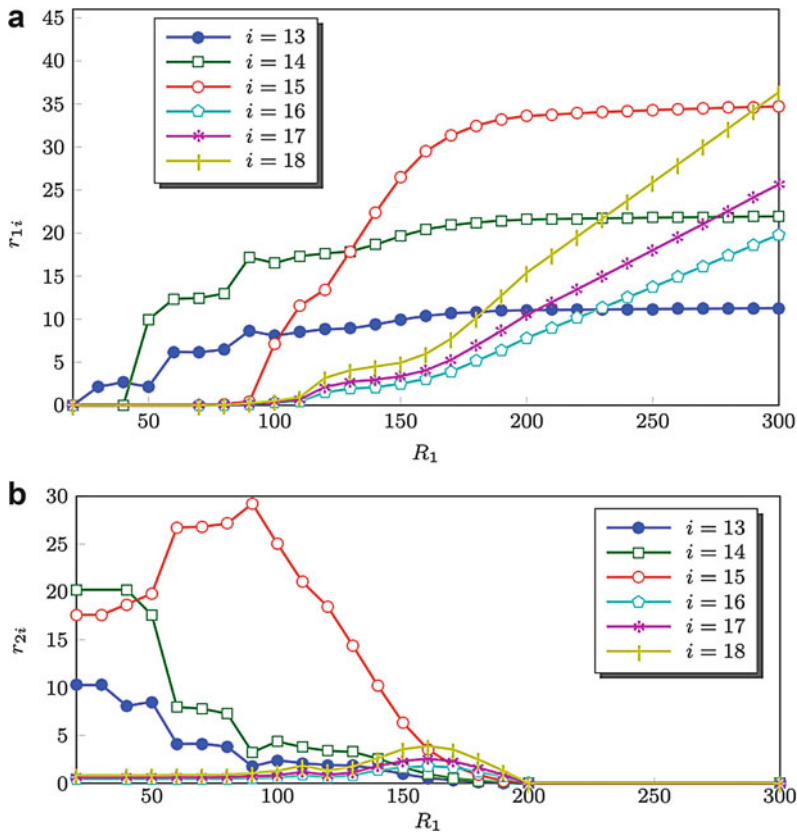 a
45
40
35
30
25
20
15
10
5
0
r1i
i = 13
i = 14
i = 15
i = 16
i = 17
i = 18
50 100 150 200 250 300
R1
b
30
25
20
15
10
5
0
r2i
i = 13
i = 14
i = 15
i = 16
i = 17
i = 18
50 100 150 200 250 300
R1